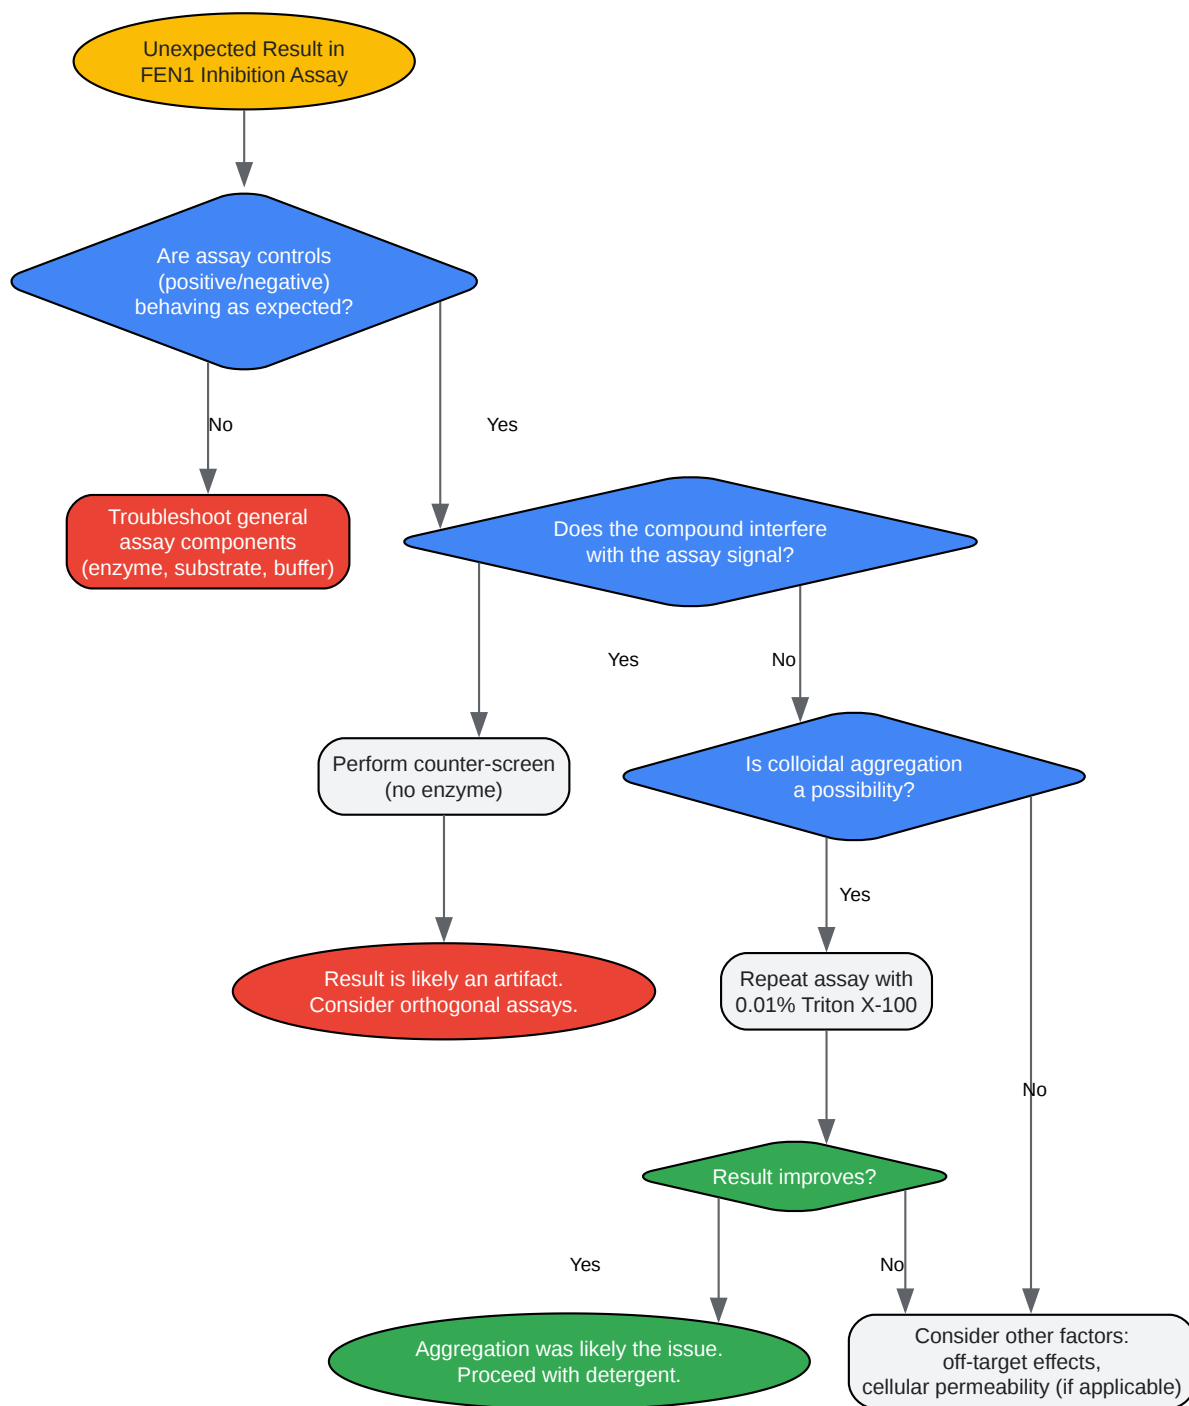 Unexpected Result in
FEN1 Inhibition Assay
Are assay controls
(positive/negative)
behaving as expected?
No
Yes
Troubleshoot general
assay components
(enzyme, substrate, buffer)
Does the compound interfere
with the assay signal?
Yes
No
Perform counter-screen
(no enzyme)
Is colloidal aggregation
a possibility?
Yes
Result is likely an artifact.
Consider orthogonal assays.
Repeat assay with
0.01% Triton X-100
No
Result improves?
Yes
No
Aggregation was likely the issue.
Proceed with detergent.
Consider other factors:
off-target effects,
cellular permeability (if applicable)